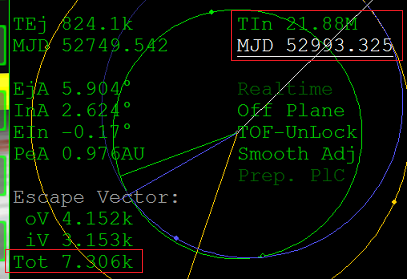 TEj 824.1k
MJD 52749.542
TIn 21.88M
MJD 52993.325
EjA 5.904°
InA 2.624°
EIn -0.17°
PeA 0.976AU
Realtime
Off Plane
TOF-UnLock
Smooth Adj
Prep. PlC
Escape Vector:
oV 4.152k
iV 3.153k
Tot 7.306k